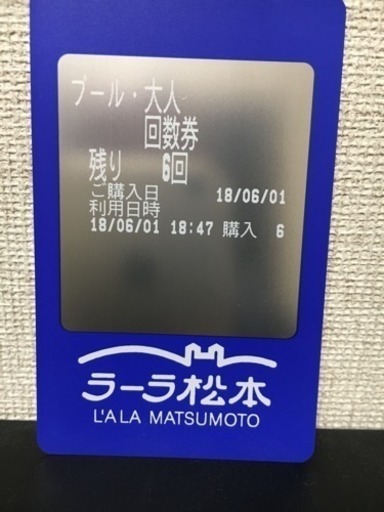 プール・大人
回数券
残り 6回
ご購入日 18/06/01
利用日時
18/06/01 18:47 購入 6
ラーラ松本
L'ALA MATSUMOTO